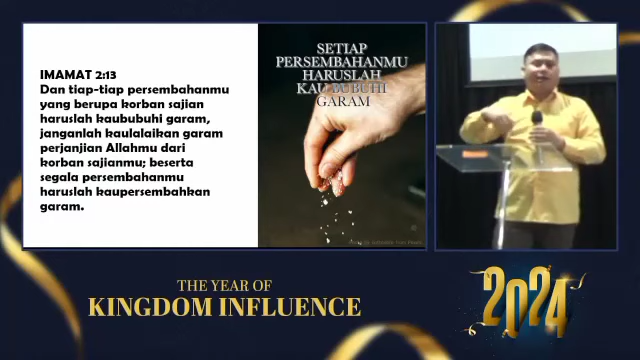 IMAMAT 2:13
Dan tiap-tiap persembahanmu
yang berupa korban sajian
haruslah kaububuhi garam,
janganlah kaulalaikan garam
perjanjian Allahmu dari
korban sajianmu; beserta
segala persembahanmu
haruslah kaupersembahkan
garam.
SETIAP
PERSEMBAHANMU
HARUSLAH
KAU BUBUHI
GARAM
THE YEAR OF
KINGDOM INFLUENCE
2024